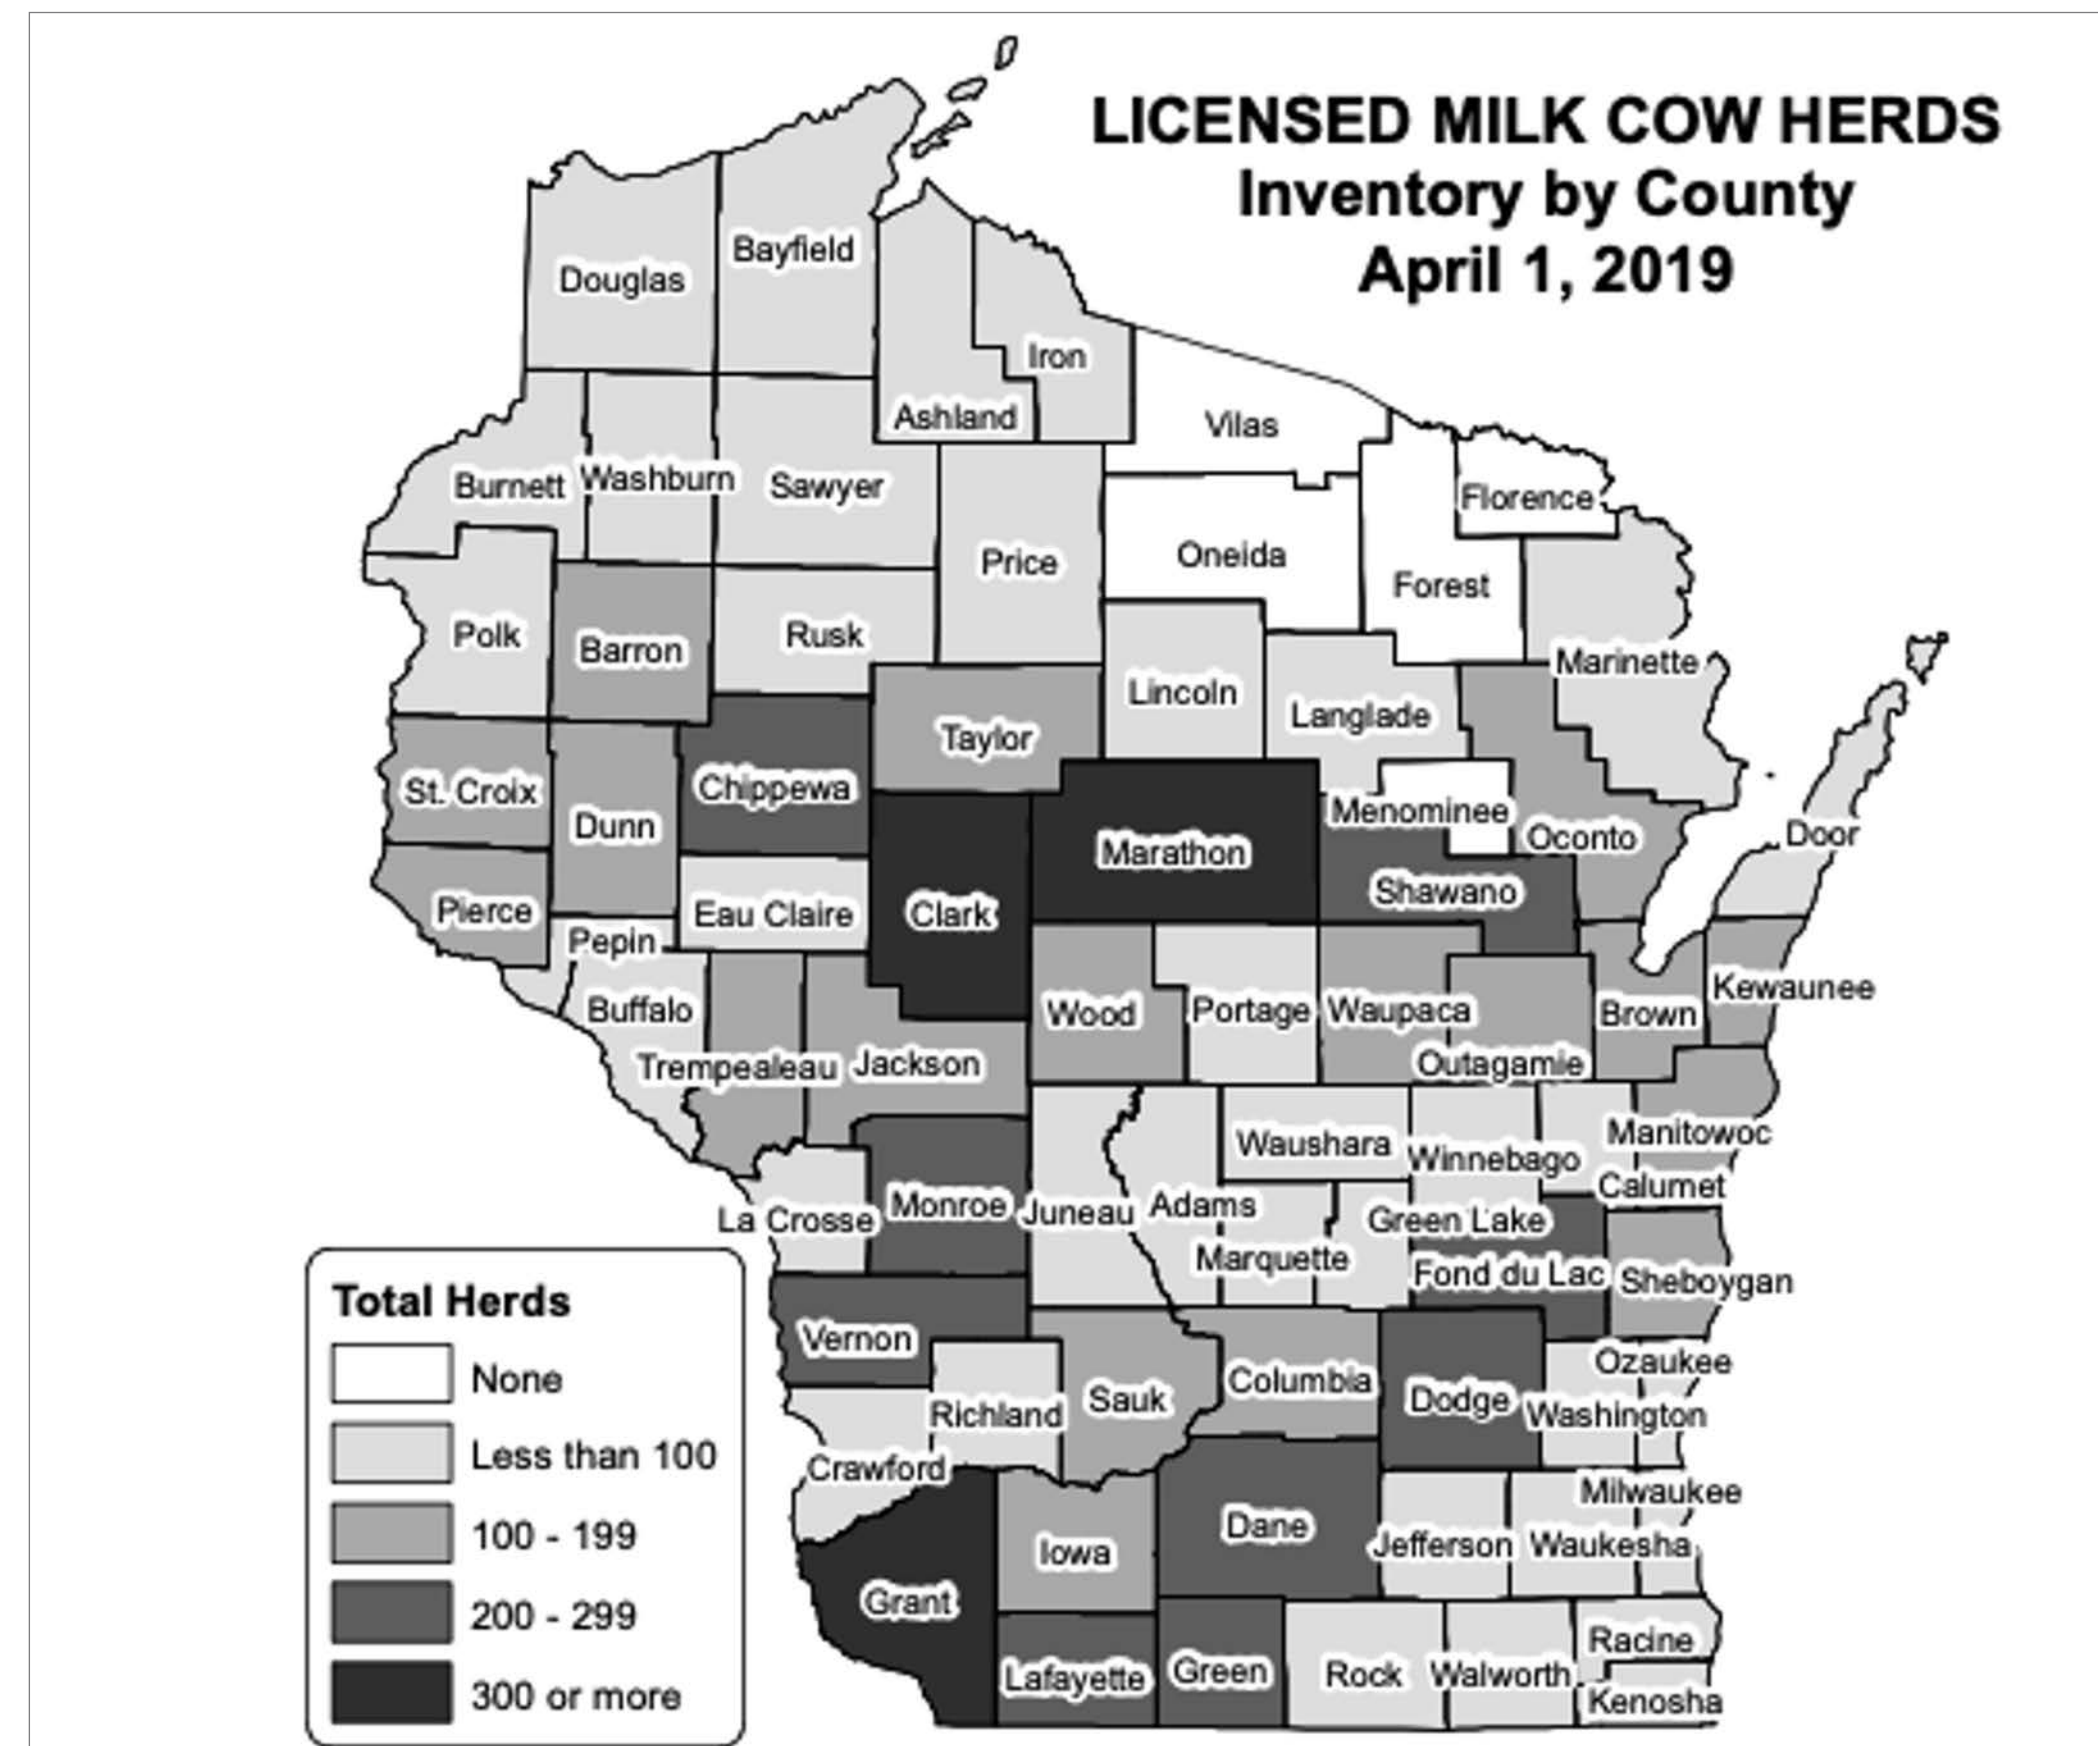 LICENSED MILK COW HERDS
Inventory by County
April 1, 2019
Bayfield
Douglas
Iron
Ashland
Vilas
Burnett
Washburn
Sawyer
Florence
Price
Oneida
Forest
Polk
Barron
Rusk
Marinette
Lincoln
Langlade
Taylor
St. Croix
Chippewa
Dunn
Menominee
Oconto
Door
Marathon
Shawano
Pierce
Eau Claire
Clark
Pepin
Kewaunee
Buffalo
Wood
Portage
Waupaca
Brown
Trempealeau
Jackson
Outagamie
Waushara
Winnebago
Manitowoc
Calumet
La Crosse
Monroe
Juneau
Adams
Green Lake
Marquette
Fond du Lac
Sheboygan
Vernon
Richland
Sauk
Columbia
Dodge
Ozaukee
Washington
Crawford
Milwaukee
Dane
Iowa
Jefferson
Waukesha
Grant
Lafayette
Green
Rock
Walworth
Racine
Kenosha
Total Herds
None
Less than 100
100 - 199
200 - 299
300 or more